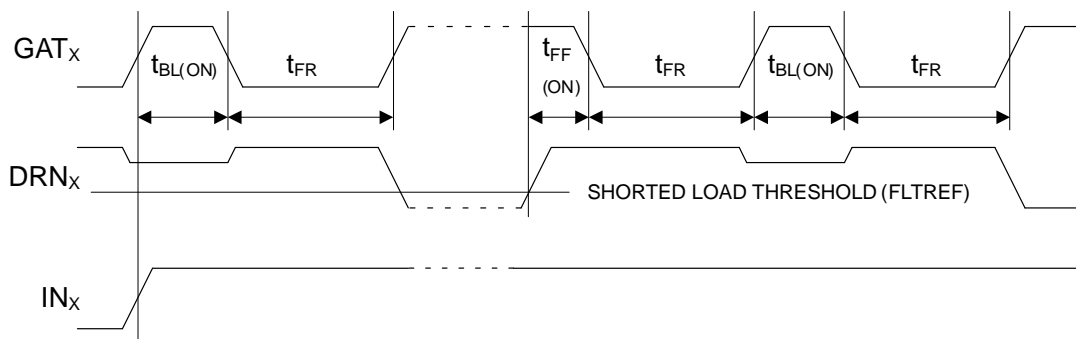 GATX
tBL(ON)
tFR
tFF
(ON)
tFR
tBL(ON)
tFR
DRNX
SHORTED LOAD THRESHOLD (FLTREF)
INX